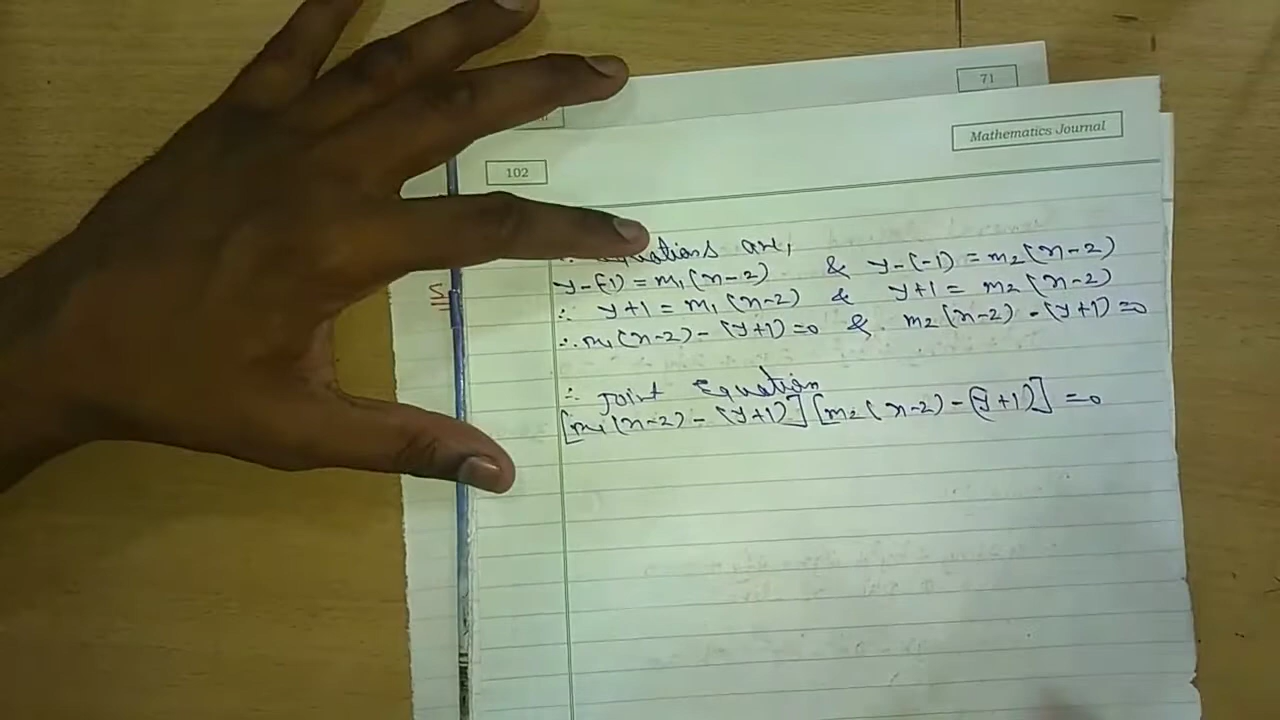 71
Mathematics Journal
102
∴ equations are,
y-(-1) = m₁(x-2) & y-(-1) = m₂(x-2)
∴ y+1 = m₁(x-2) & y+1 = m₂(x-2)
∴ m₁(x-2) - (y+1) =0 & m₂(x-2) - (y+1) =0
∴ Joint Equation
[m₁(x-2) - (y+1)] [m₂(x-2) - (y+1)] =0